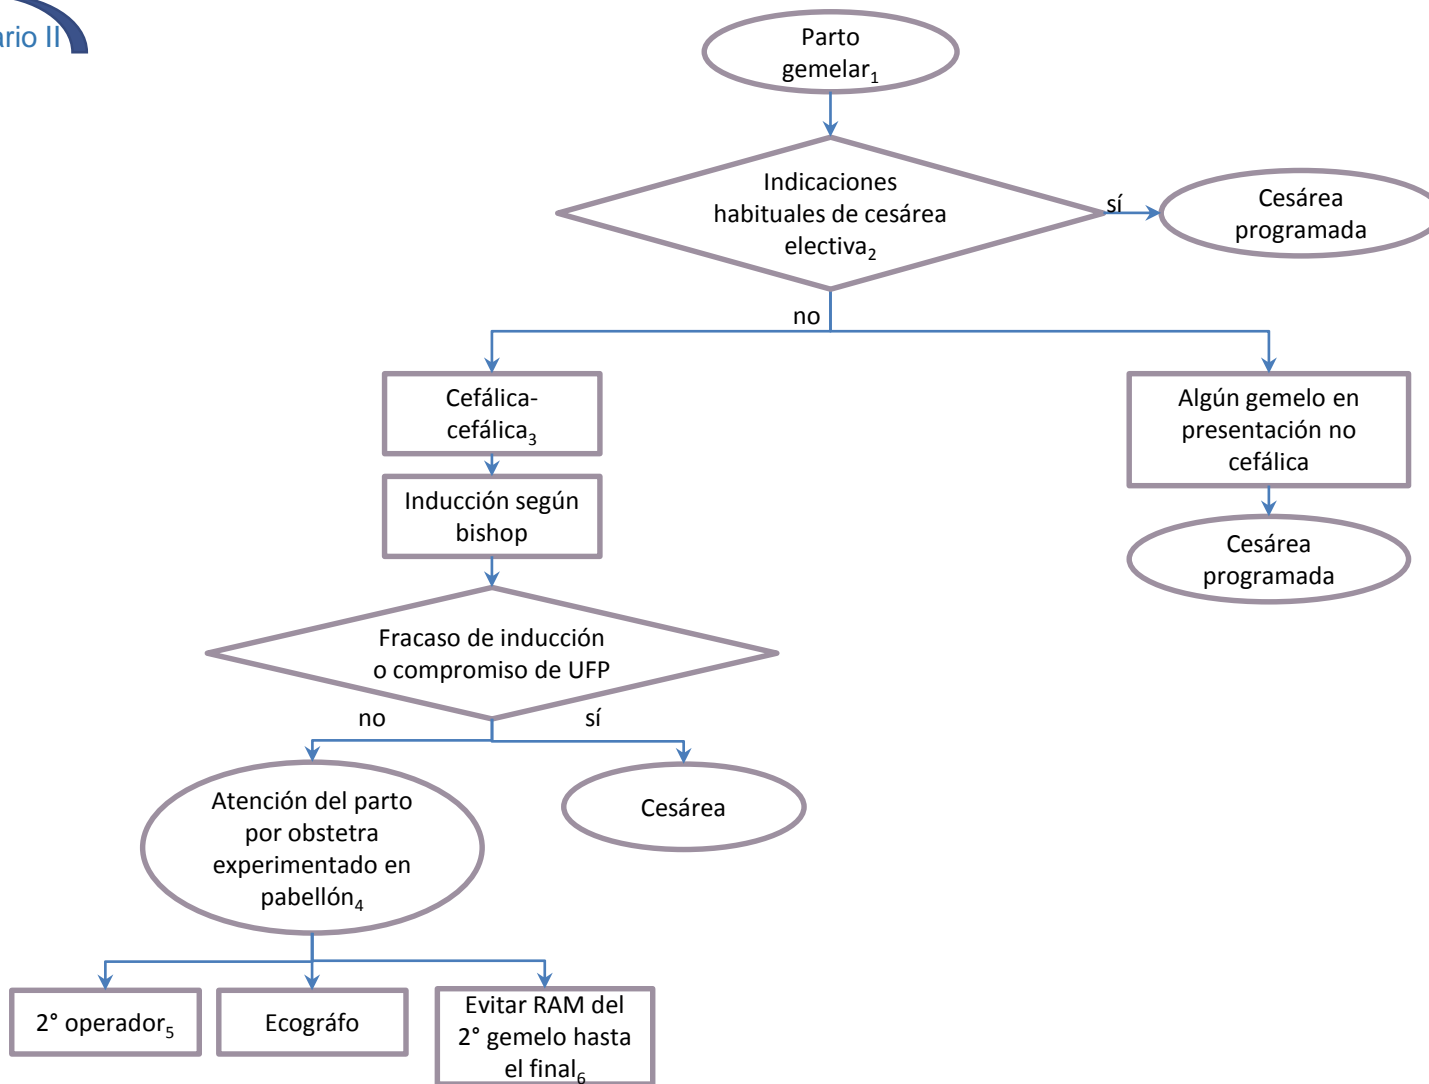 ario II
Parto
gemelar1
Indicaciones
habituales de cesárea
electiva2
sí
Cesárea
programada
no
Cefálica-
cefálica3
Algún gemelo en
presentación no
cefálica
Inducción según
bishop
Cesárea
programada
Fracaso de inducción
o compromiso de UFP
no
sí
Atención del parto
por obstetra
experimentado en
pabellón4
Cesárea
2° operador5
Ecográfo
Evitar RAM del
2° gemelo hasta
el final6